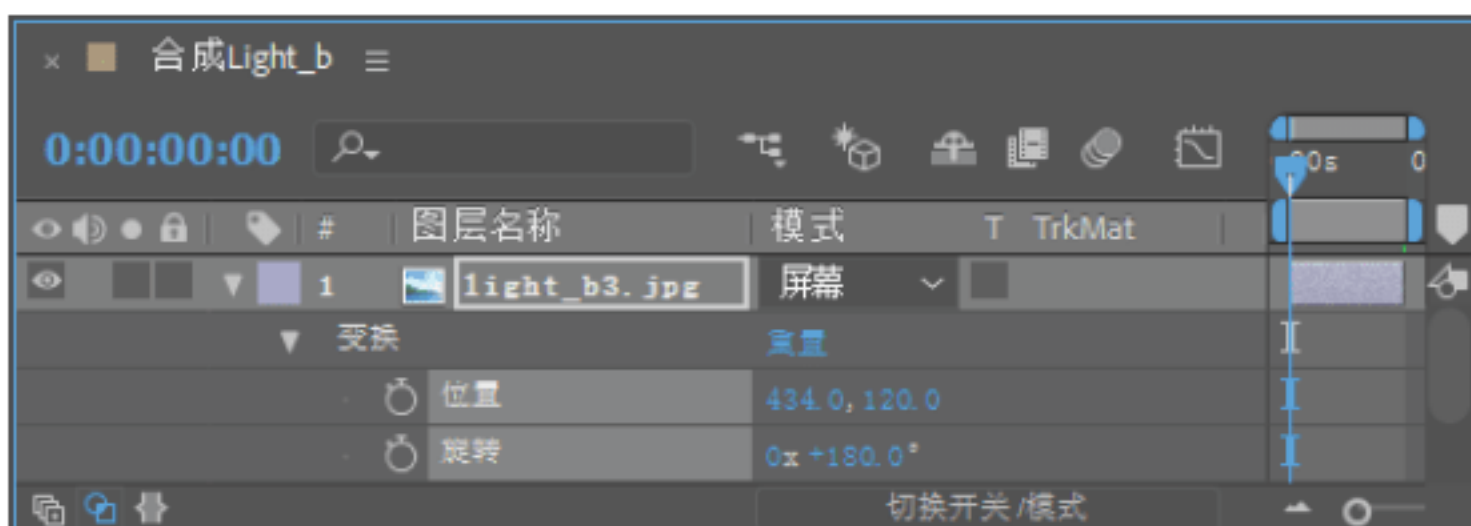 × 合成Light_b ≡
0:00:00:00
00s 0
# 图层名称 模式 T TrkMat
1 light_b3.jpg 屏幕
变换 重置
位置 434.0, 120.0
旋转 0x +180.0°
切换开关/模式